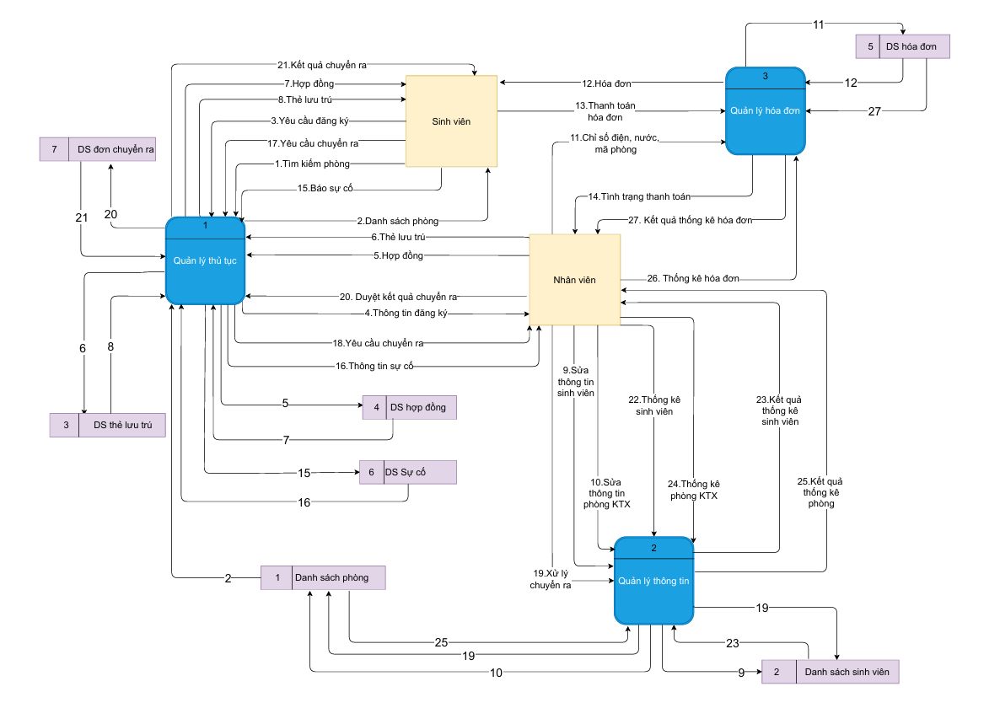 11
5 DS hóa đơn
21.Kết quả chuyển ra
7.Hợp đồng
12.Hóa đơn
12
3
8.Thẻ lưu trú
13.Thanh toán
hóa đơn
Quản lý hóa đơn
27
3.Yêu cầu đăng ký
Sinh viên
11.Chỉ số điện, nước,
mã phòng
17.Yêu cầu chuyển ra
7 DS đơn chuyển ra
1.Tìm kiếm phòng
15.Báo sự cố
14.Tình trạng thanh toán
21
20
2.Danh sách phòng
27. Kết quả thống kê hóa đơn
1
6.Thẻ lưu trú
5.Hợp đồng
Quản lý thủ tục
Nhân viên
26. Thống kê hóa đơn
20. Duyệt kết quả chuyển ra
4.Thông tin đăng ký
6
8
18.Yêu cầu chuyển ra
16.Thông tin sự cố
9.Sửa
thông tin
sinh viên
22.Thống kê
sinh viên
23.Kết quả
thống kê
sinh viên
5
4 DS hợp đồng
3 DS thẻ lưu trú
7
15
6 DS Sự cố
16
10.Sửa
thông tin
phòng KTX
24.Thống kê
phòng KTX
25.Kết quả
thống kê
phòng
2
1 Danh sách phòng
19.Xử lý
chuyển ra
2
Quản lý thông tin
19
25
23
19
10
9
2 Danh sách sinh viên